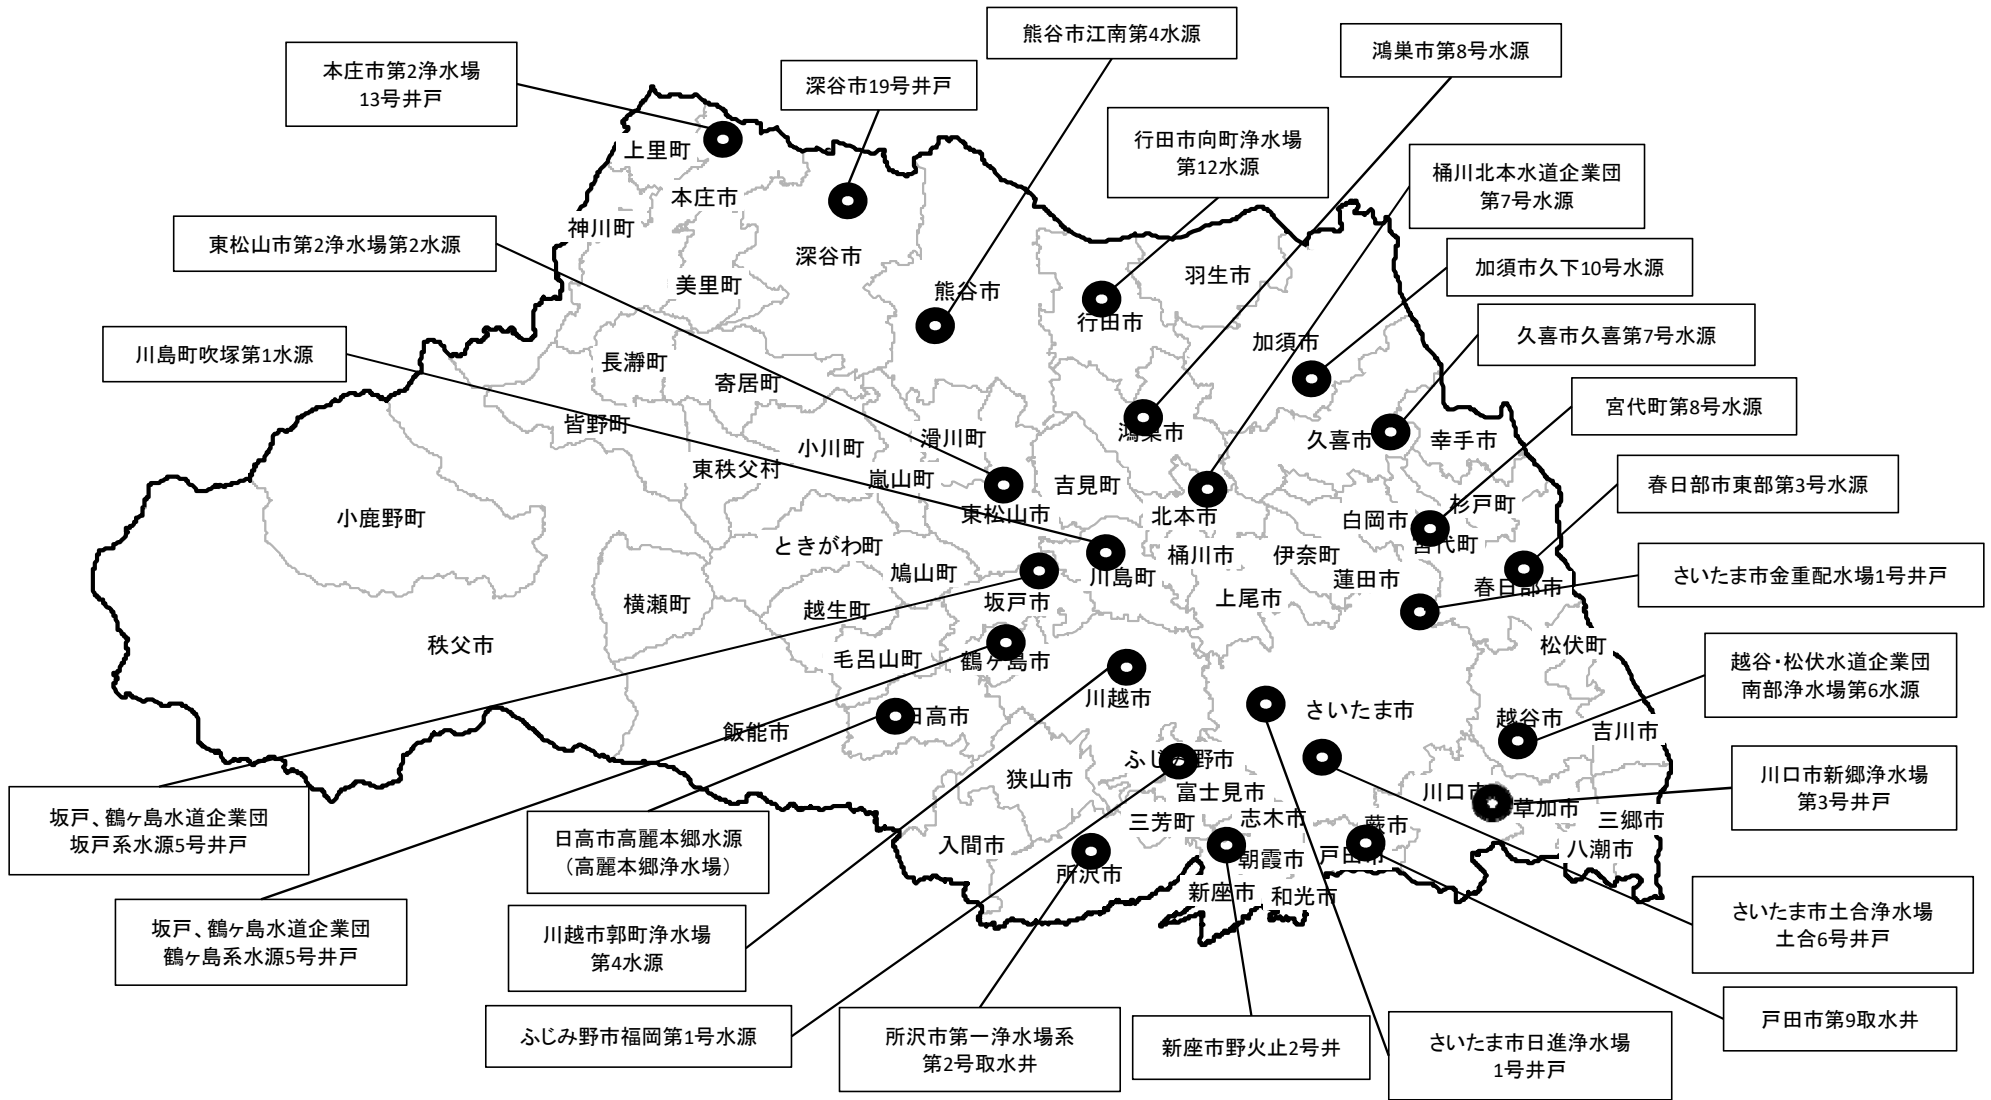 熊谷市江南第4水源
鴻巣市第8号水源
本庄市第2浄水場
13号井戸
深谷市19号井戸
行田市向町浄水場
第12水源
桶川北本水道企業団
第7号水源
東松山市第2浄水場第2水源
加須市久下10号水源
川島町吹塚第1水源
久喜市久喜第7号水源
宮代町第8号水源
春日部市東部第3号水源
さいたま市金重配水場1号井戸
越谷・松伏水道企業団
南部浄水場第6水源
川口市新郷浄水場
第3号井戸
坂戸、鶴ヶ島水道企業団
坂戸系水源5号井戸
日高市高麗本郷水源
（高麗本郷浄水場）
坂戸、鶴ヶ島水道企業団
鶴ヶ島系水源5号井戸
川越市郭町浄水場
第4水源
さいたま市土合浄水場
土合6号井戸
ふじみ野市福岡第1号水源
所沢市第一浄水場系
第2号取水井
新座市野火止2号井
さいたま市日進浄水場
1号井戸
戸田市第9取水井
上里町
本庄市
神川町
深谷市
美里町
熊谷市
羽生市
行田市
加須市
長瀞町
寄居町
皆野町
小川町
滑川町
鴻巣市
久喜市
幸手市
東秩父村
嵐山町
吉見町
小鹿野町
東松山市
北本市
白岡市
杉戸町
ときがわ町
宮代町
桶川市
伊奈町
鳩山町
川島町
蓮田市
春日部市
横瀬町
越生町
坂戸市
上尾市
秩父市
毛呂山町
鶴ヶ島市
松伏町
川越市
日高市
飯能市
さいたま市
越谷市
吉川市
ふじみ野市
狭山市
富士見市
川口市
草加市
三芳町
志木市
蕨市
三郷市
入間市
八潮市
所沢市
朝霞市
戸田市
新座市
和光市